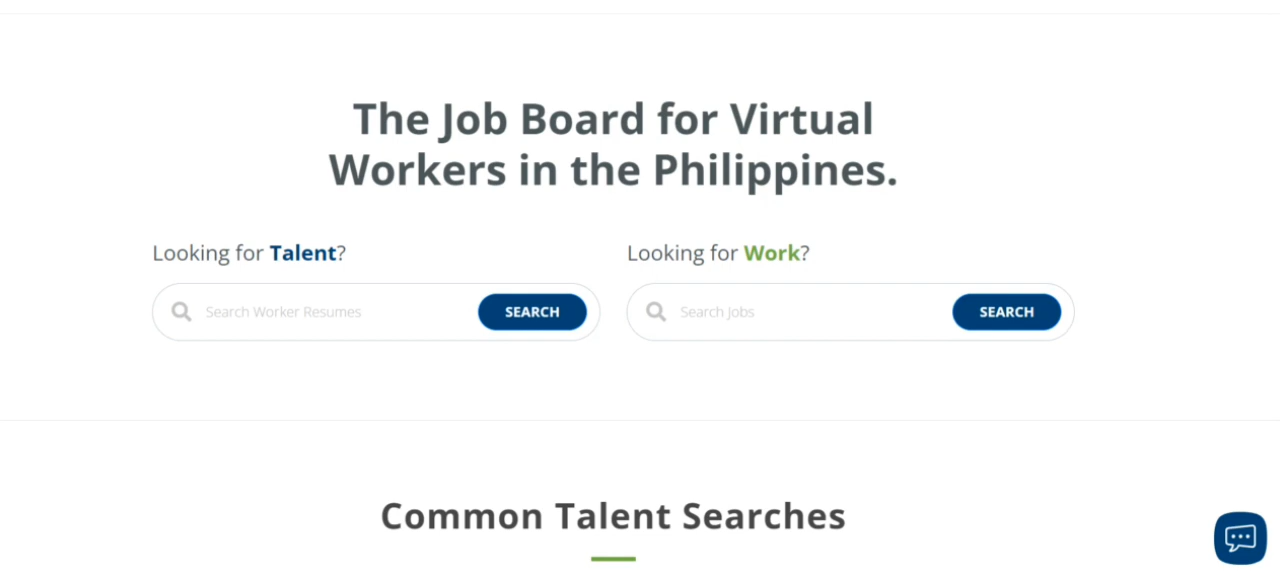 The Job Board for Virtual
Workers in the Philippines.
Looking for Talent?
Search Worker Resumes
SEARCH
Looking for Work?
Search Jobs
SEARCH
Common Talent Searches